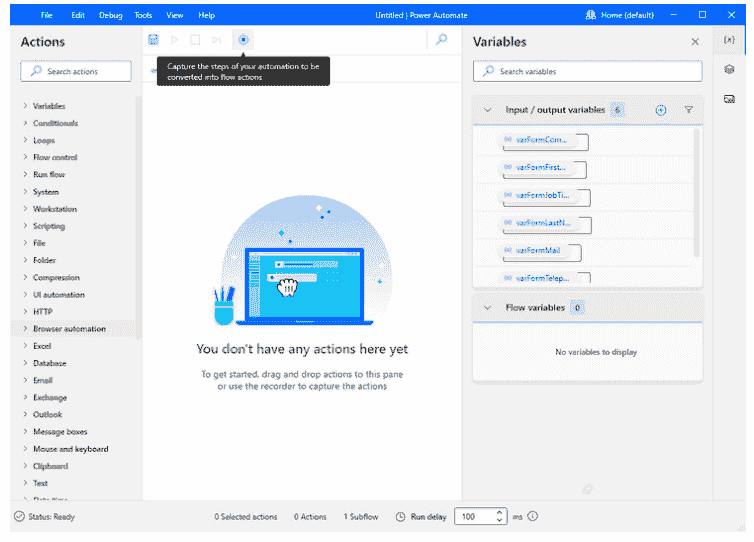 File Edit Debug Tools View Help Untitled | Power Automate Home (default)
Actions
Search actions
Capture the steps of your automation to be
converted into flow actions
Variables
Conditionals
Loops
Flow control
Run flow
System
Workstation
Scripting
File
Folder
Compression
UI automation
HTTP
Browser automation
Excel
Database
Email
Exchange
Outlook
Message boxes
Mouse and keyboard
Clipboard
Text
Date time
You don't have any actions here yet
To get started, drag and drop actions to this pane
or use the recorder to capture the actions
Variables
{x}
Search variables
Input / output variables 6
varFormCom...
varFormFirst...
varFormJobTi...
varFormLastN...
varFormMail
varFormTelep...
Flow variables 0
No variables to display
Status: Ready 0 Selected actions 0 Actions 1 Subflow Run delay 100 ms